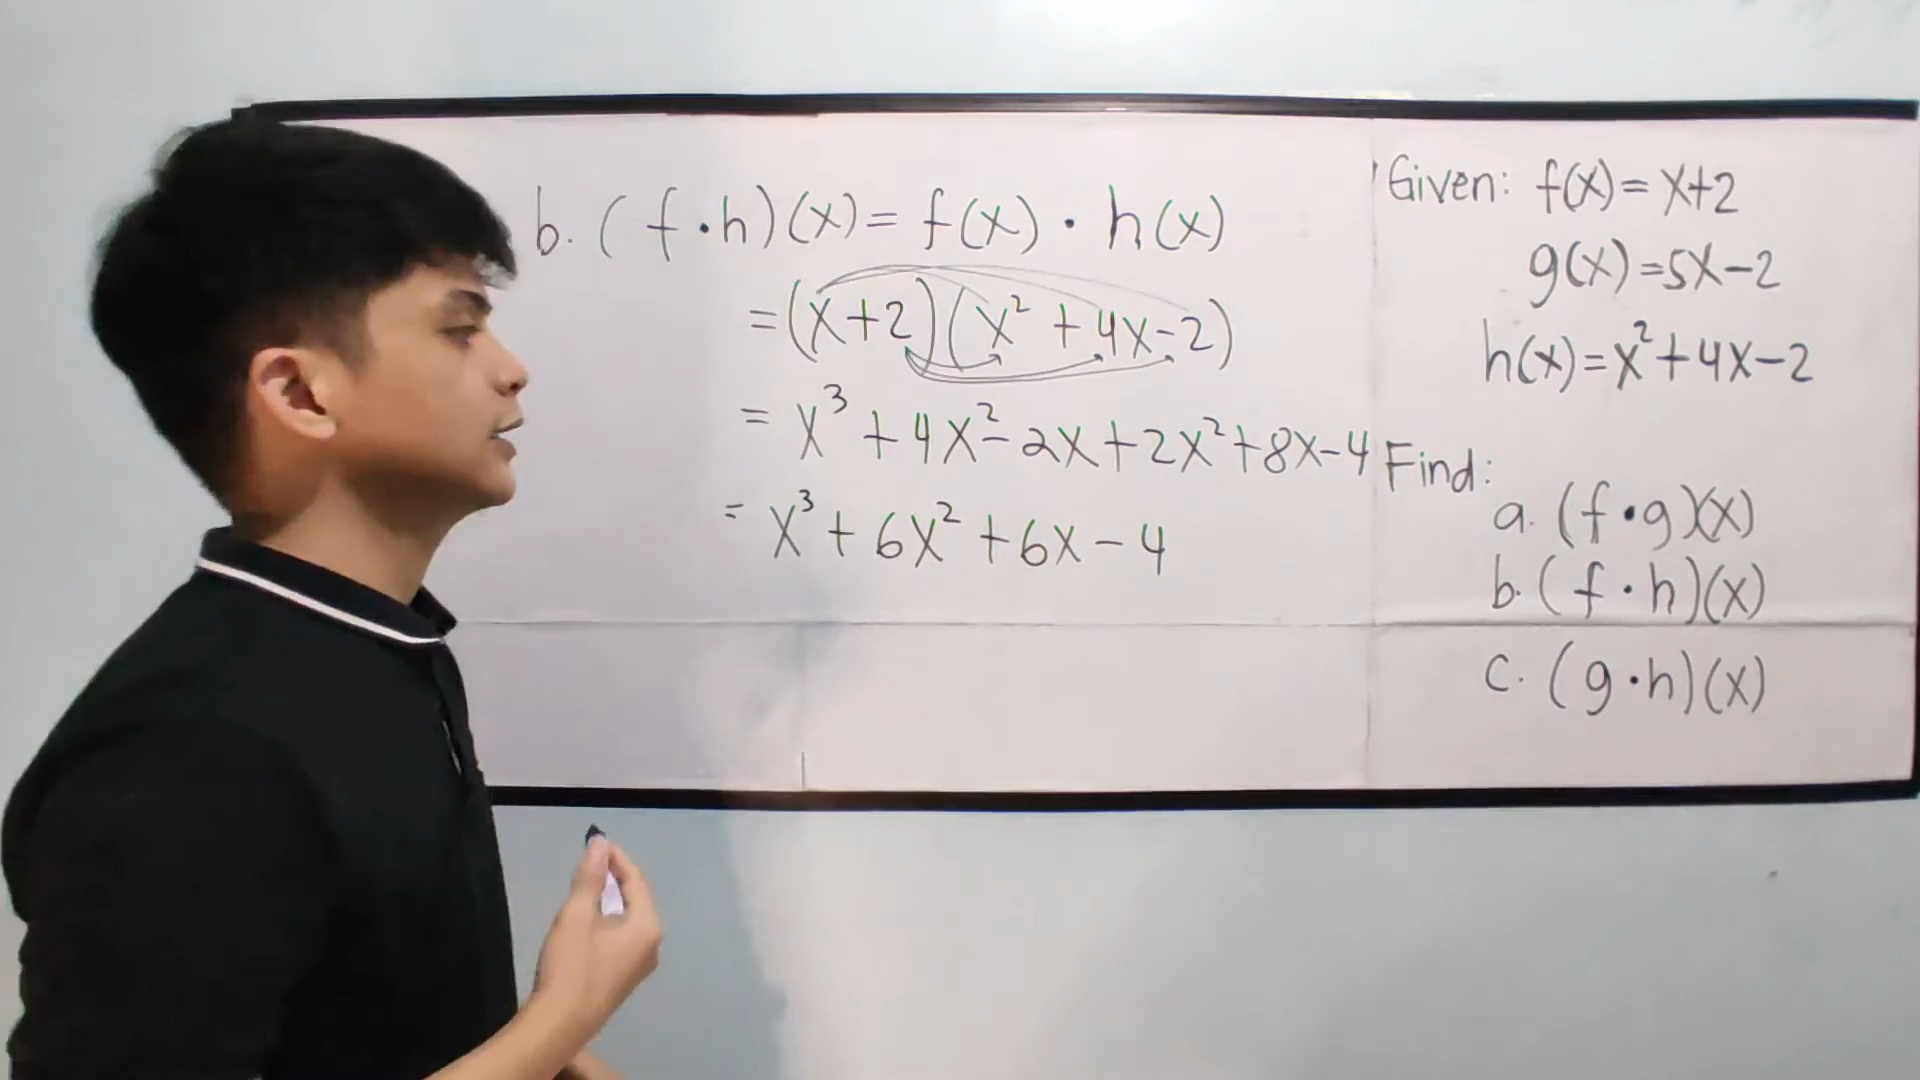 b. (f·h)(x) = f(x) · h(x)
= (x+2)(x² + 4x - 2)
= x³ + 4x² - 2x + 2x² + 8x - 4
= x³ + 6x² + 6x - 4
Given: f(x) = x+2
g(x) = 5x - 2
h(x) = x² + 4x - 2
Find:
a. (f·g)(x)
b. (f·h)(x)
c. (g·h)(x)